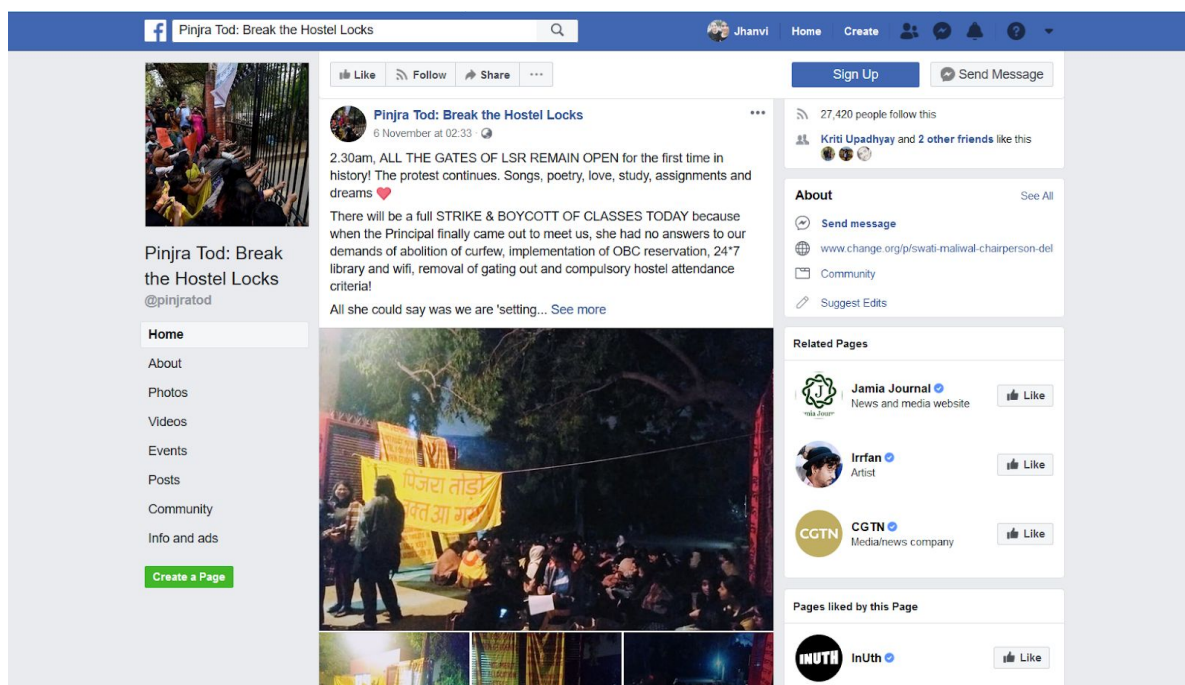 Pinjra Tod: Break the Hostel Locks
Jhanvi
Home
Create
Pinjra Tod: Break
the Hostel Locks
@pinjratod
Home
About
Photos
Videos
Events
Posts
Community
Info and ads
Create a Page
Like
Follow
Share
Sign Up
Send Message
Pinjra Tod: Break the Hostel Locks
6 November at 02:33
2.30am, ALL THE GATES OF LSR REMAIN OPEN for the first time in
history! The protest continues. Songs, poetry, love, study, assignments and
dreams ❤
There will be a full STRIKE & BOYCOTT OF CLASSES TODAY because
when the Principal finally came out to meet us, she had no answers to our
demands of abolition of curfew, implementation of OBC reservation, 24*7
library and wifi, removal of gating out and compulsory hostel attendance
criteria!
All she could say was we are 'setting... See more
पिंजरा तोड़ो
वक्त आ गया
27,420 people follow this
Kriti Upadhyay and 2 other friends like this
About
See All
Send message
www.change.org/p/swati-maliwal-chairperson-del
Community
Suggest Edits
Related Pages
Jamia Journal
News and media website
Like
Irrfan
Artist
Like
CGTN
CGTN
Media/news company
Like
Pages liked by this Page
INUTH
InUth
Like